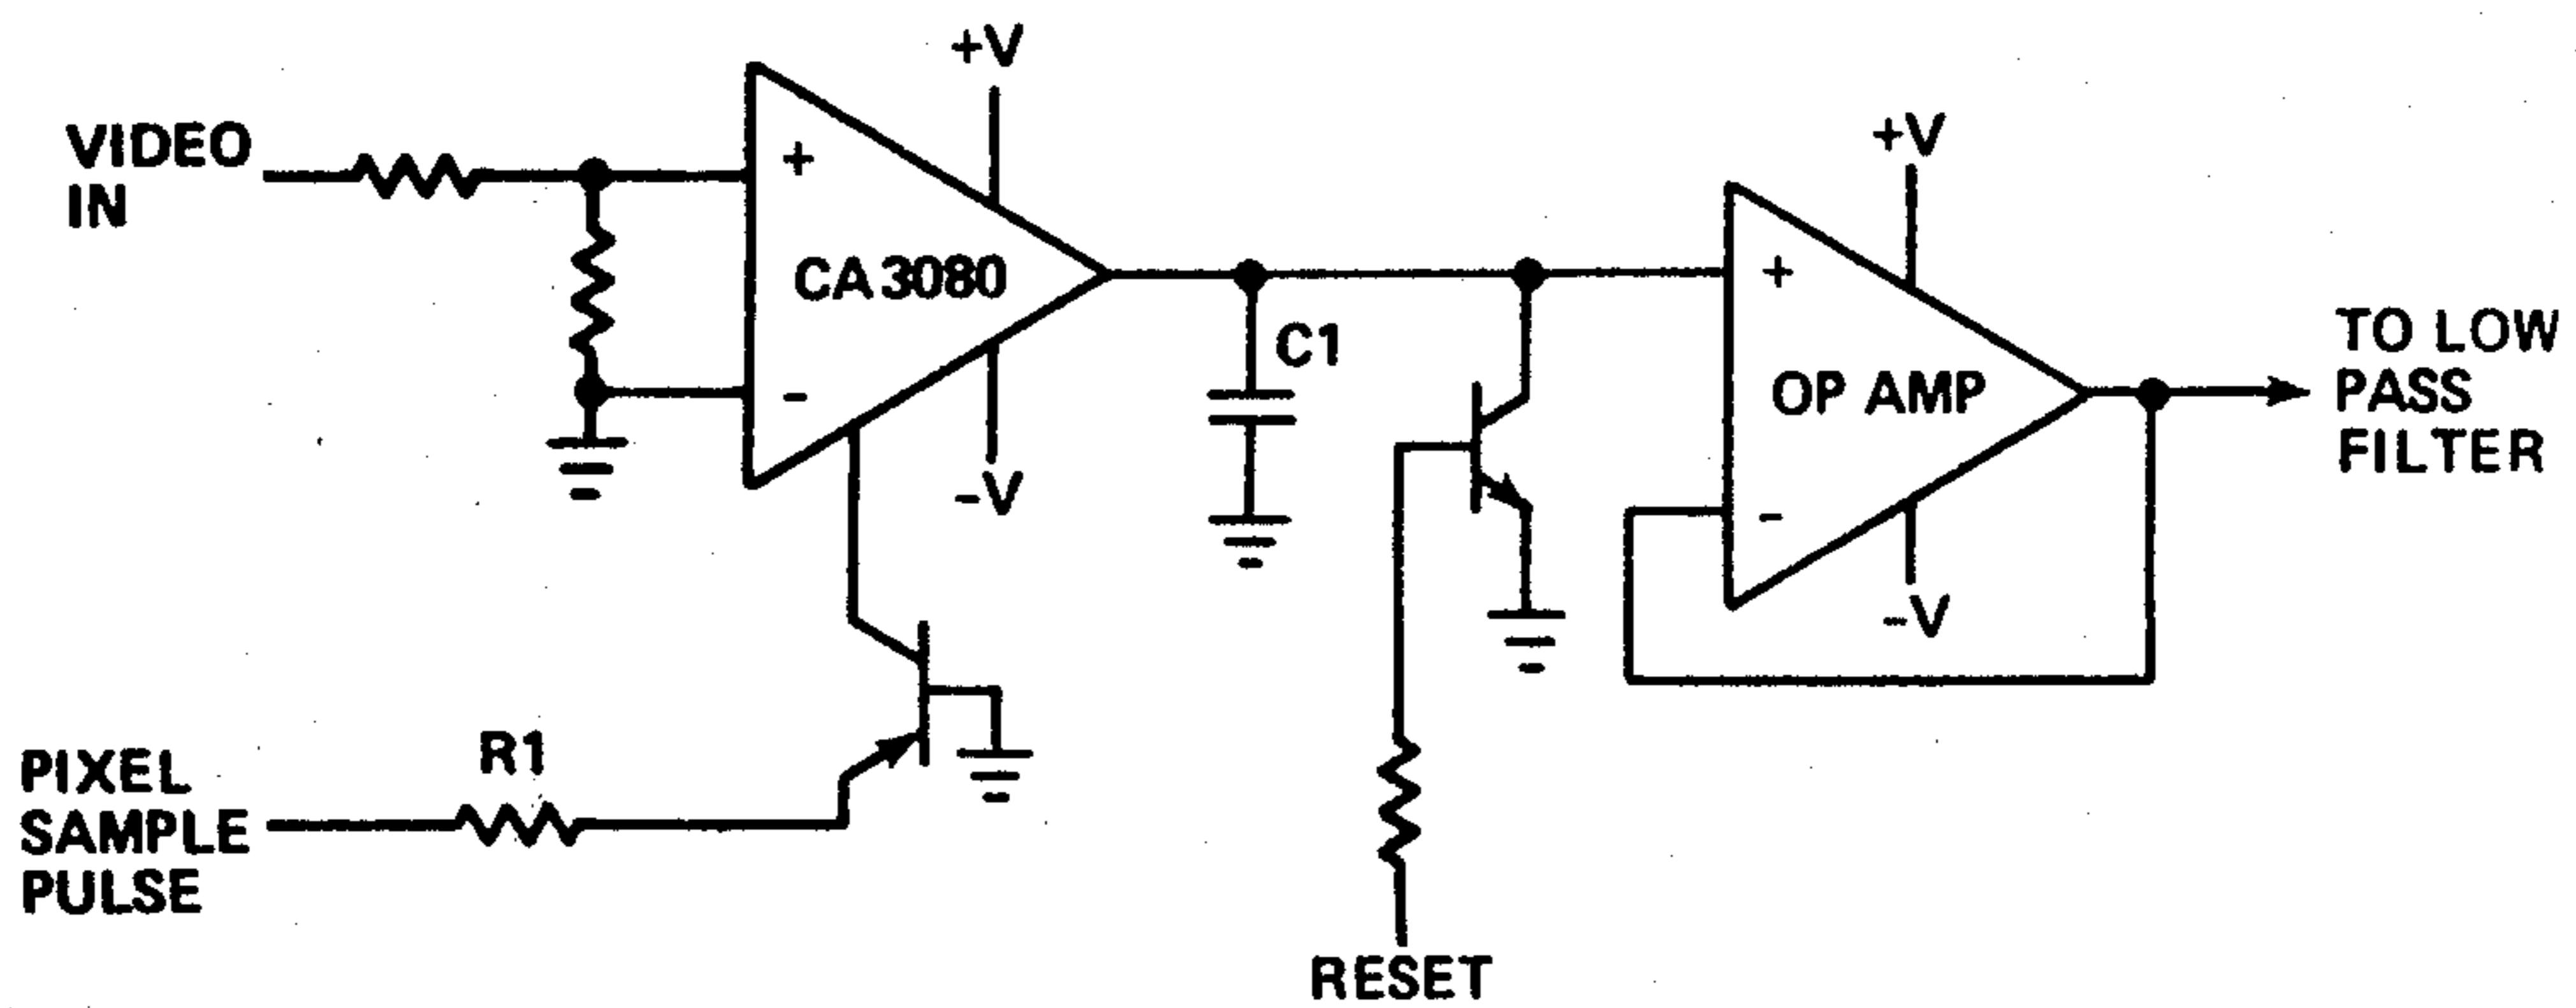 +V
VIDEO
IN
+
CA3080
-
-V
C1
+V
+
OP AMP
-
-V
TO LOW
PASS
FILTER
R1
PIXEL
SAMPLE
PULSE
RESET